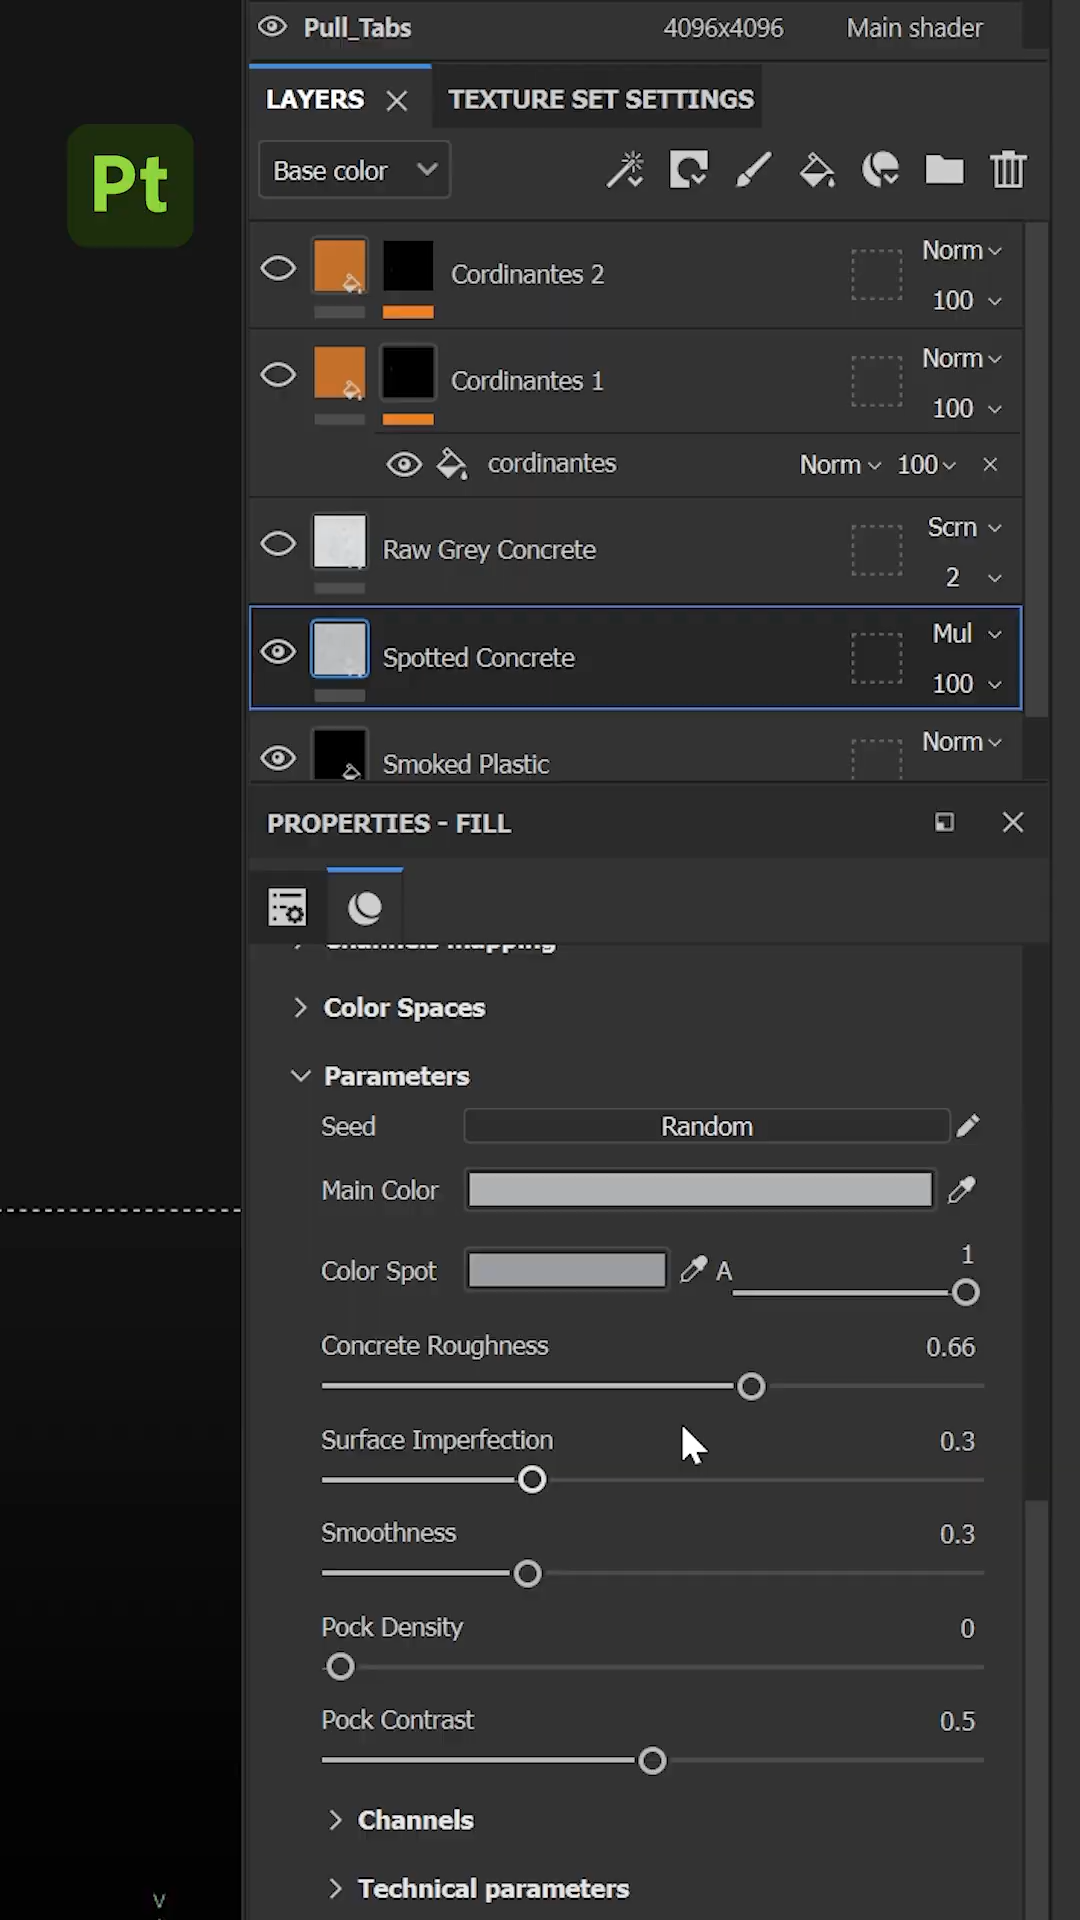 Pull_Tabs 4096x4096 Main shader
LAYERS TEXTURE SET SETTINGS
Pt
Base color
Cordinantes 2 Norm
100
Cordinantes 1 Norm
100
cordinantes Norm 100
Raw Grey Concrete Scrn
2
Spotted Concrete Mul
100
Smoked Plastic Norm
PROPERTIES - FILL
Channels mapping
Color Spaces
Parameters
Seed Random
Main Color
Color Spot A 1
Concrete Roughness 0.66
Surface Imperfection 0.3
Smoothness 0.3
Pock Density 0
Pock Contrast 0.5
Channels
Technical parameters
V